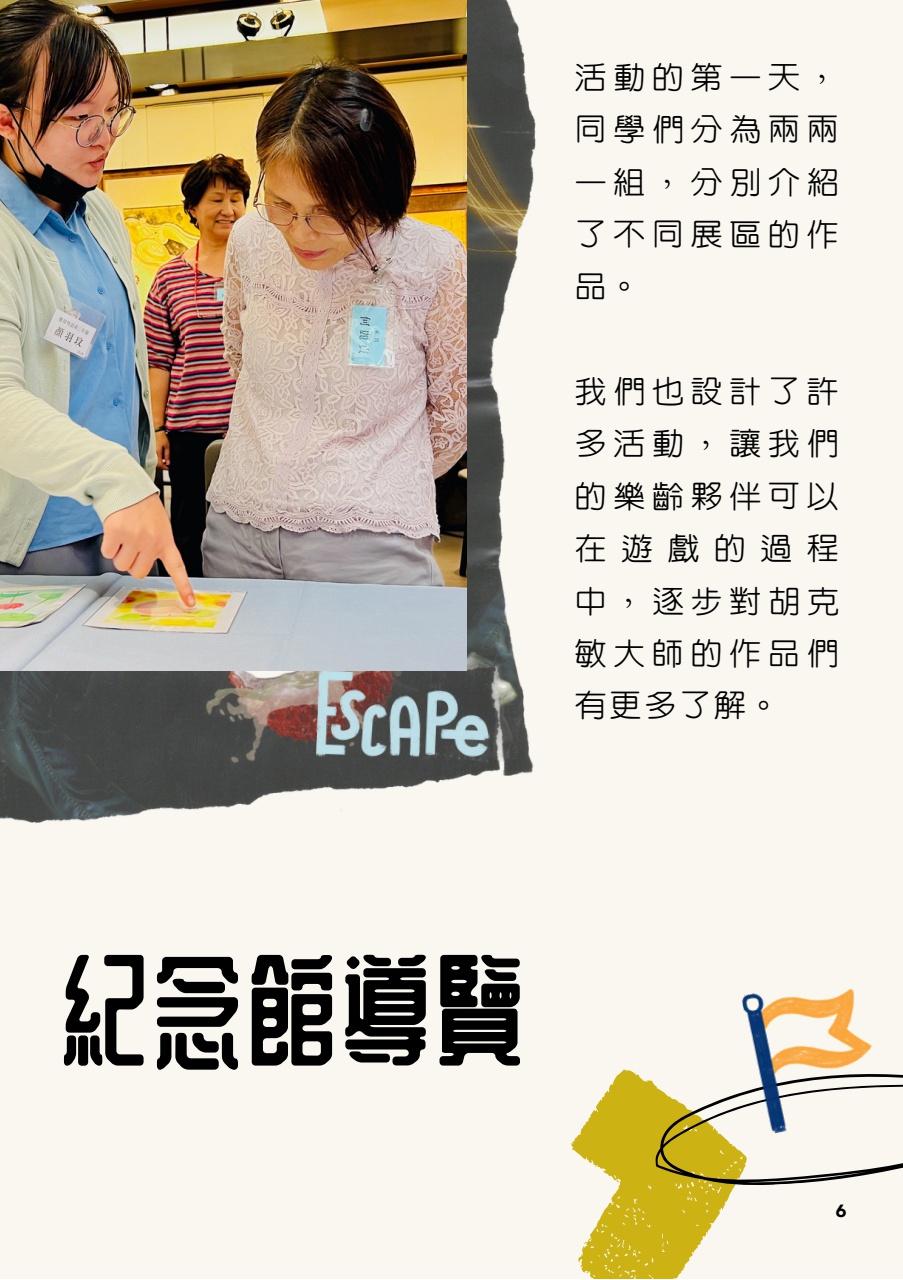 活動的第一天，
同學們分為兩兩
一組，分別介紹
了不同展區的作
品。
我們也設計了許
多活動，讓我們
的樂齡夥伴可以
在遊戲的過程
中，逐步對胡克
敏大師的作品們
有更多了解。
顏羽玟
EscAPe
紀念館導覽
6